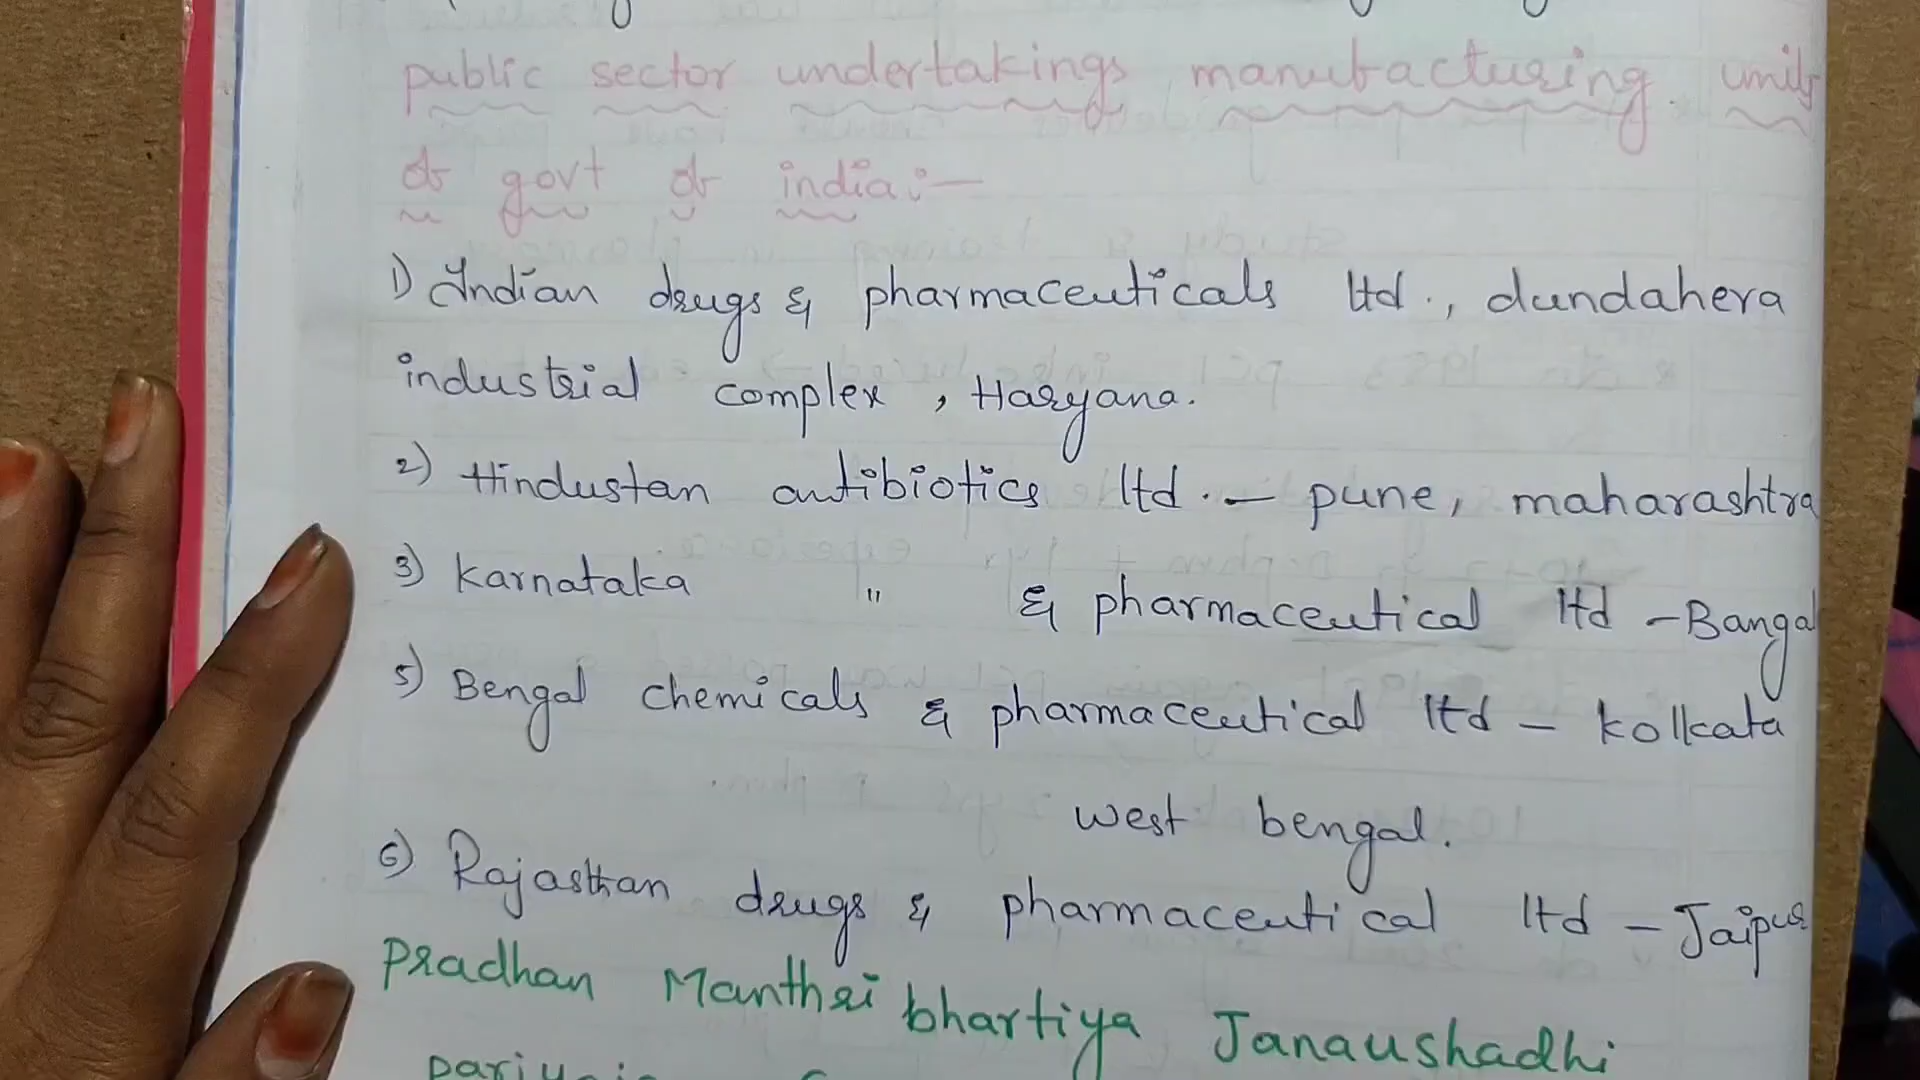 public sector undertakings manufacturing units
of govt of india:-
1) Indian drugs & pharmaceuticals ltd., dundahera
industrial complex, Haryana.
2) Hindustan antibiotics ltd. - pune, maharashtra
3) Karnataka " & pharmaceutical ltd - Bangal
5) Bengal chemicals & pharmaceutical ltd - kolkata
west bengal.
6) Rajasthan drugs & pharmaceutical ltd - Jaipur
Pradhan Manthri bhartiya Janaushadhi